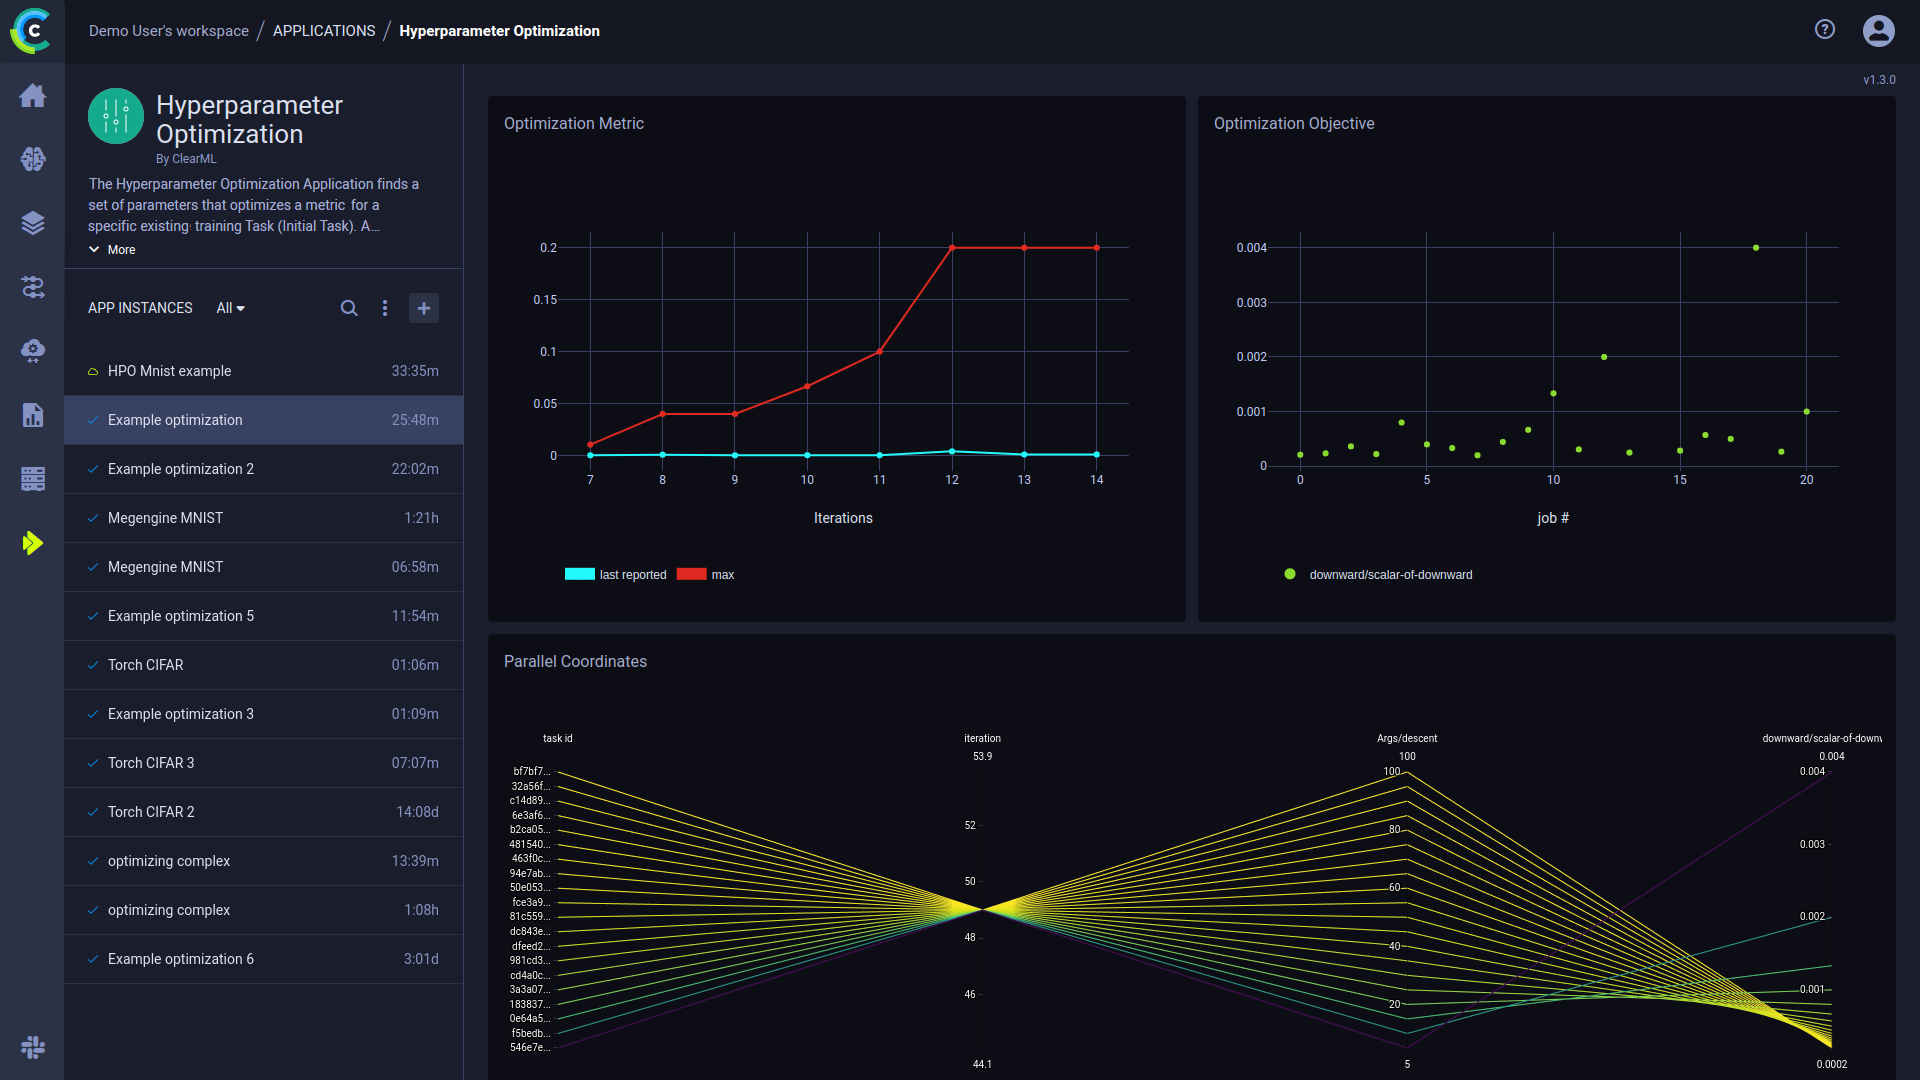 Demo User's workspace / APPLICATIONS / Hyperparameter Optimization
v1.3.0
Hyperparameter
Optimization
By ClearML
The Hyperparameter Optimization Application finds a
set of parameters that optimizes a metric for a
specific existing training Task (Initial Task). A...
More
APP INSTANCES All
HPO Mnist example 33:35m
Example optimization 25:48m
Example optimization 2 22:02m
Megengine MNIST 1:21h
Megengine MNIST 06:58m
Example optimization 5 11:54m
Torch CIFAR 01:06m
Example optimization 3 01:09m
Torch CIFAR 3 07:07m
Torch CIFAR 2 14:08d
optimizing complex 13:39m
optimizing complex 1:08h
Example optimization 6 3:01d
Optimization Metric
0.2
0.15
0.1
0.05
0
7 8 9 10 11 12 13 14
Iterations
last reported max
Optimization Objective
0.004
0.003
0.002
0.001
0
0 5 10 15 20
job #
downward/scalar-of-downward
Parallel Coordinates
task id
bf7bf7...
32a56f...
c14d89...
6e3af6...
b2ca05...
481540...
463f0c...
94e7ab...
50e053...
fce3a9...
81c559...
dc843e...
dfeed2...
981cd3...
cd4a0c...
3a3a07...
183837...
0e64a5...
f5bedb...
546e7e...
iteration
53.9
52
50
48
46
44.1
Args/descent
100
100
80
60
40
20
5
downward/scalar-of-down
0.004
0.004
0.003
0.002
0.001
0.0002